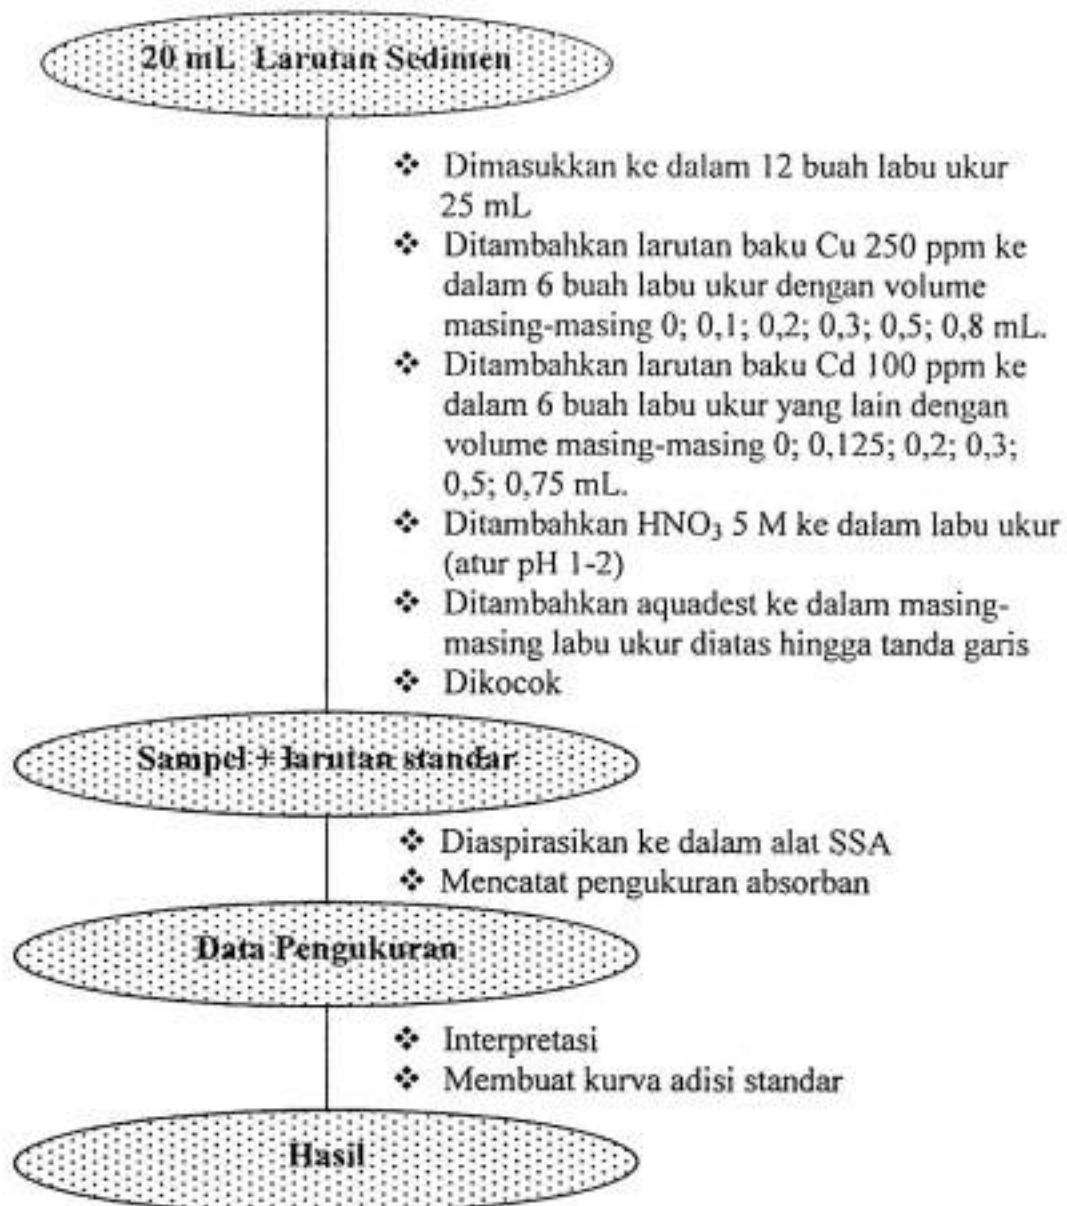 20 mL Larutan Sedimen
❖ Dimasukkan ke dalam 12 buah labu ukur
25 mL
❖ Ditambahkan larutan baku Cu 250 ppm ke
dalam 6 buah labu ukur dengan volume
masing-masing 0; 0,1; 0,2; 0,3; 0,5; 0,8 mL.
❖ Ditambahkan larutan baku Cd 100 ppm ke
dalam 6 buah labu ukur yang lain dengan
volume masing-masing 0; 0,125; 0,2; 0,3;
0,5; 0,75 mL.
❖ Ditambahkan HNO₃ 5 M ke dalam labu ukur
(atur pH 1-2)
❖ Ditambahkan aquadest ke dalam masing-
masing labu ukur diatas hingga tanda garis
❖ Dikocok
Sampel + larutan standar
❖ Diaspirasikan ke dalam alat SSA
❖ Mencatat pengukuran absorban
Data Pengukuran
❖ Interpretasi
❖ Membuat kurva adisi standar
Hasil